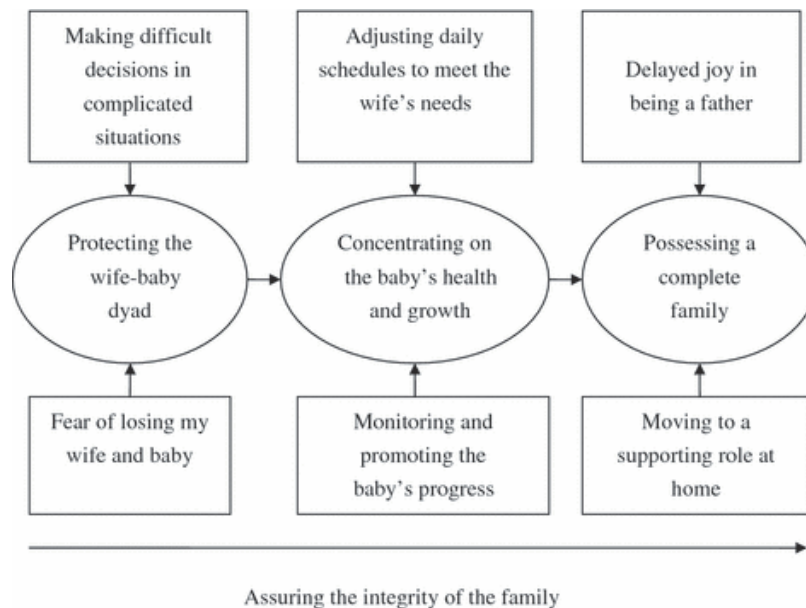 Making difficult
decisions in
complicated
situations
Adjusting daily
schedules to meet the
wife's needs
Delayed joy in
being a father
Protecting the
wife-baby
dyad
Concentrating on
the baby's health
and growth
Possessing a
complete
family
Fear of losing my
wife and baby
Monitoring and
promoting the
baby's progress
Moving to a
supporting role at
home
Assuring the integrity of the family